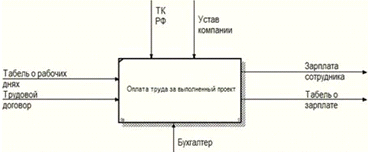 ТК
РФ
Устав
компании
Табель о рабочих
днях
Трудовой
договор
Оплата труда за выполненный проект
Зарплата
сотрудника
Табель о
зарплате
Бухгалтер